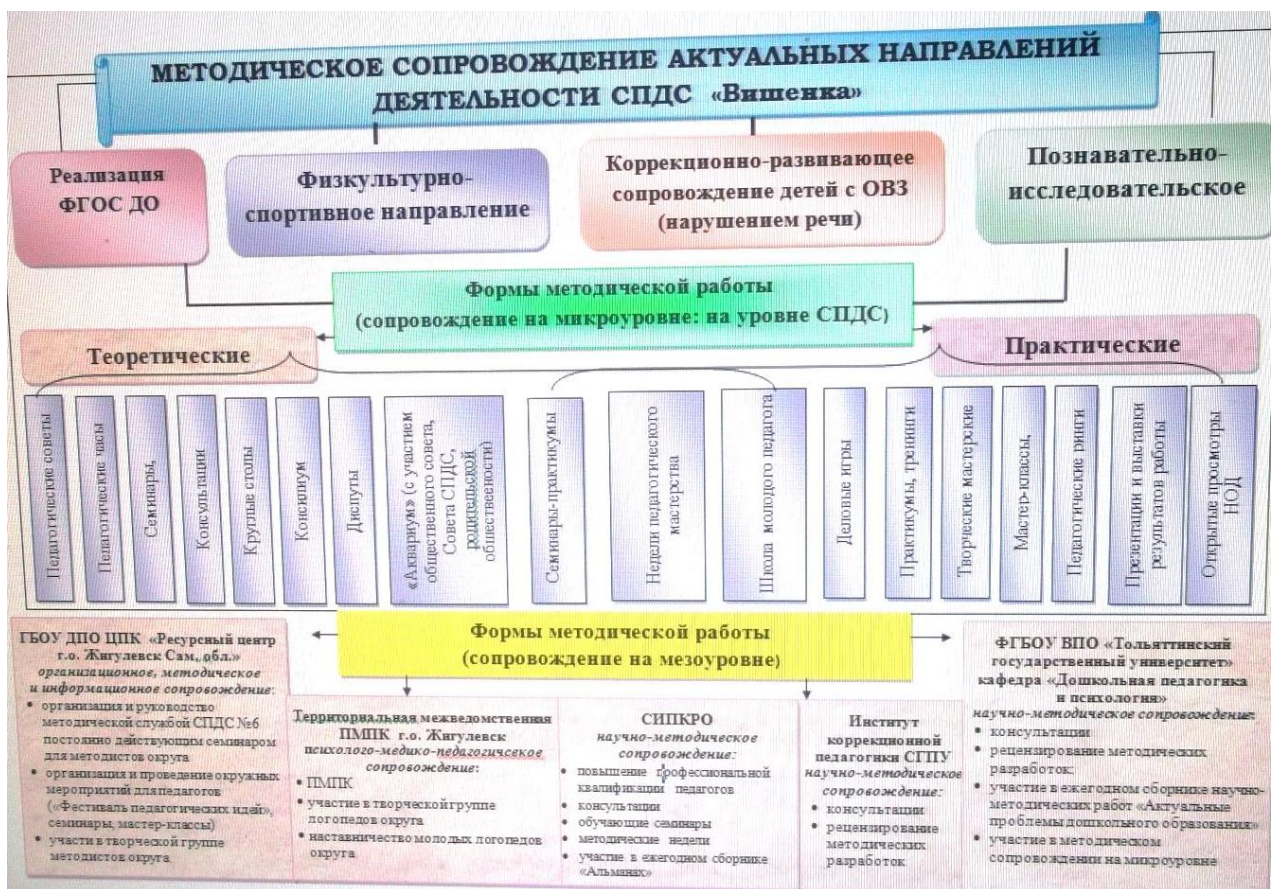 МЕТОДИЧЕСКОЕ СОПРОВОЖДЕНИЕ АКТУАЛЬНЫХ НАПРАВЛЕНИЙ
ДЕЯТЕЛЬНОСТИ СПДС «Вишенка»
Реализация
ФГОС ДО
Физкультурно-
спортивное направление
Коррекционно-развивающее
сопровождение детей с ОВЗ
(нарушением речи)
Познавательно-
исследовательское
Формы методической работы
(сопровождение на микроуровне: на уровне СПДС)
Теоретические
Практические
Педагогические советы
Педагогические часы
Семинары,
Консультации
Круглые столы
Консилиум
Диспуты
«Аквариум» (с участием
общественного совета,
Совета СПДС,
родительской
общественности)
Семинары-практикумы
Недели педагогического
мастерства
Школа молодого педагога
Деловые игры
Практикумы, тренинги
Творческие мастерские
Мастер-классы,
Педагогические ринги
Презентации и выставки
результатов работы
Открытые просмотры
НОД
Формы методической работы
(сопровождение на мезоуровне)
ГБОУ ДПО ЦПК «Ресурсный центр
г.о. Жигулевск Сам. обл.»
организационное, методическое
и информационное сопровождение:
• организация и руководство
методической службой СПДС №6
постоянно действующим семинаром
для методистов округа
• организация и проведение окружных
мероприятий для педагогов
(«Фестиваль педагогических идей»,
семинары, мастер-классы)
• участи в творческой группе
методистов округа
Территориальная межведомственная
ПМПК г.о. Жигулевск
психолого-медико-педагогичсекое
сопровождение:
• ПМПК
• участие в творческой группе
логопедов округа
• наставничество молодых логопедов
округа
СИПКРО
научно-методическое
сопровождение:
• повышение профессиональной
квалификации педагогов
• консультации
• обучающие семинары
• методические недели
• участие в ежегодном сборнике
«Альманах»
Институт
коррекционной
педагогики СГПУ
научно-методическое
сопровождение:
• консультации
• рецензирование
методических
разработок
ФГБОУ ВПО «Тольяттинский
государственный университет»
кафедра «Дошкольная педагогика
и психология»
научно-методическое сопровождение:
• консультации
• рецензирование методических
разработок:
• участие в ежегодном сборнике научно-
методических работ «Актуальные
проблемы дошкольного образования»
• участие в методическом
сопровождении на микроуровне